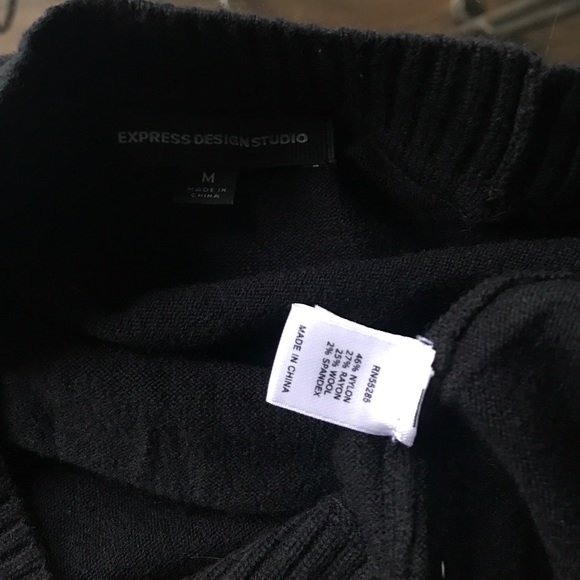 EXPRESS DESIGN STUDIO
M
MADE IN
CHINA
RN55285
46% NYLON
27% RAYON
25% WOOL
2% SPANDEX
MADE IN CHINA